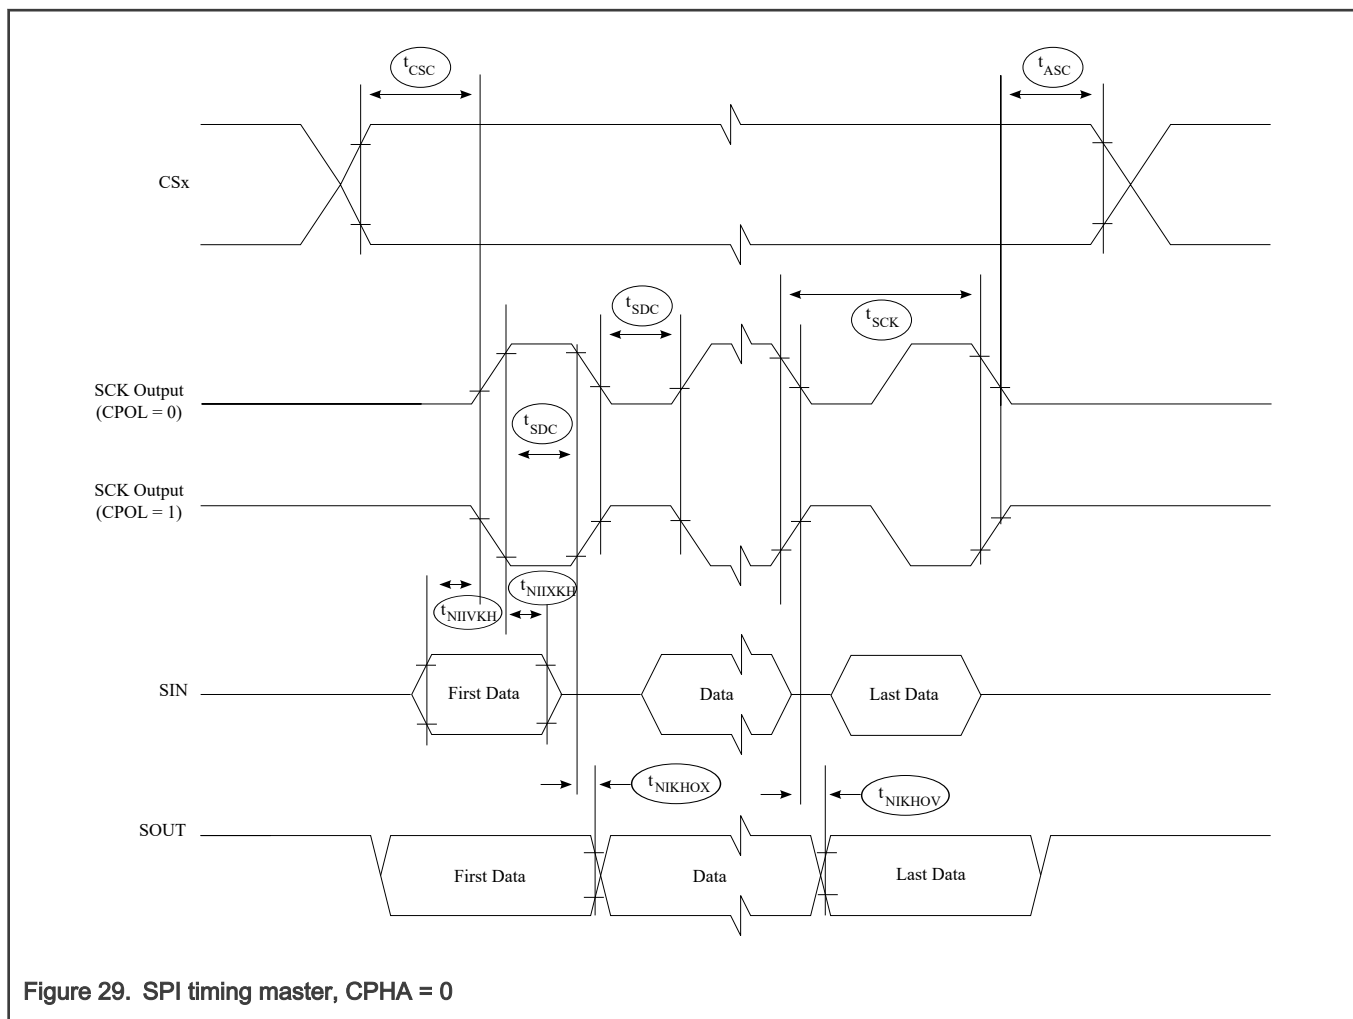 tCSC
tASC
CSx
tSDC
tSCK
SCK Output
(CPOL = 0)
tSDC
SCK Output
(CPOL = 1)
tNIIXKH
tNIIVKH
SIN
First Data
Data
Last Data
tNIKHOX
tNIKHOV
SOUT
First Data
Data
Last Data
Figure 29. SPI timing master, CPHA = 0